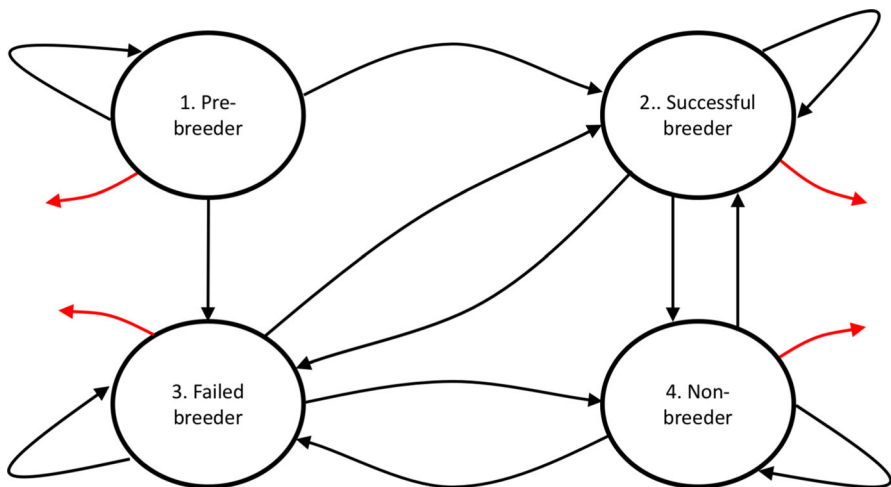 1. Pre-
breeder
2.. Successful
breeder
3. Failed
breeder
4. Non-
breeder